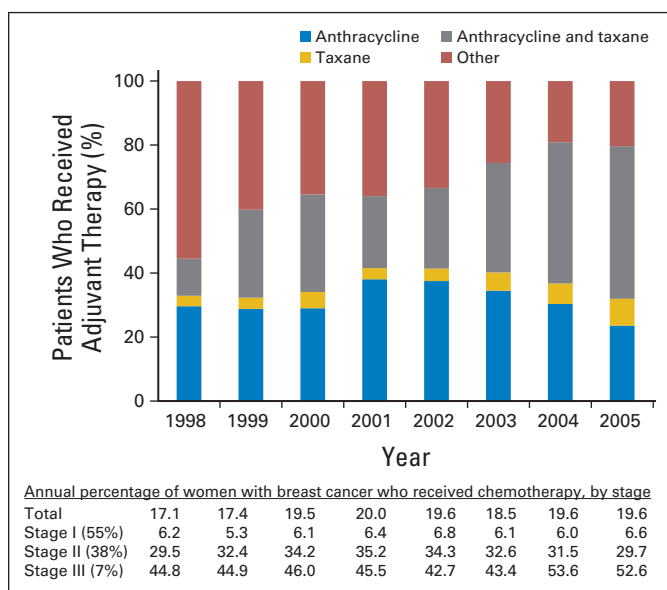 Anthracycline Anthracycline and taxane
Taxane Other
Patients Who Received
Adjuvant Therapy (%)
100
80
60
40
20
0
1998 1999 2000 2001 2002 2003 2004 2005
Year
Annual percentage of women with breast cancer who received chemotherapy, by stage
Total 17.1 17.4 19.5 20.0 19.6 18.5 19.6 19.6
Stage I (55%) 6.2 5.3 6.1 6.4 6.8 6.1 6.0 6.6
Stage II (38%) 29.5 32.4 34.2 35.2 34.3 32.6 31.5 29.7
Stage III (7%) 44.8 44.9 46.0 45.5 42.7 43.4 53.6 52.6